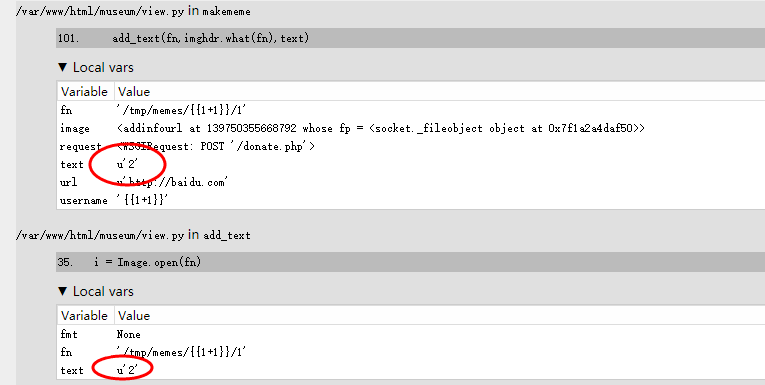 /var/www/html/museum/view.py in makememe
101. add_text(fn,imghdr.what(fn),text)
▼ Local vars
Variable Value
fn '/tmp/memes/{{1+1}}/1'
image <addinfourl at 139750355668792 whose fp = <socket._fileobject object at 0x7f1a2a4daf50>>
request <WSGIRequest: POST '/donate.php'>
text u'2'
url u'http://baidu.com'
username '{{1+1}}'
/var/www/html/museum/view.py in add_text
35. i = Image.open(fn)
▼ Local vars
Variable Value
fmt None
fn '/tmp/memes/{{1+1}}/1'
text u'2'